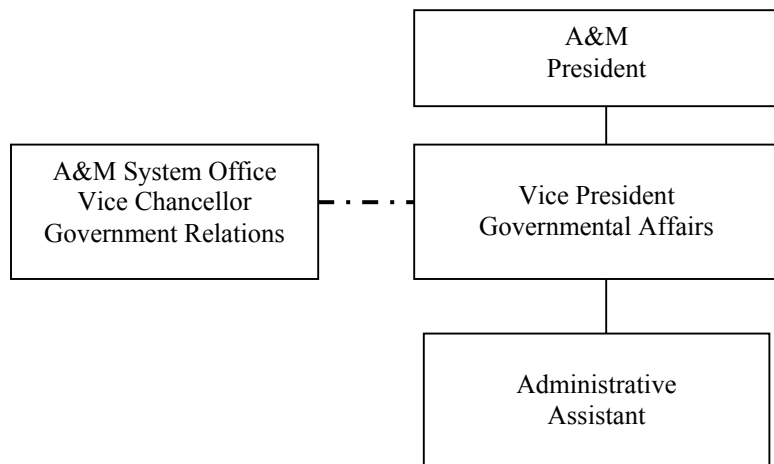 A&M
President
A&M System Office
Vice Chancellor
Government Relations
Vice President
Governmental Affairs
Administrative
Assistant